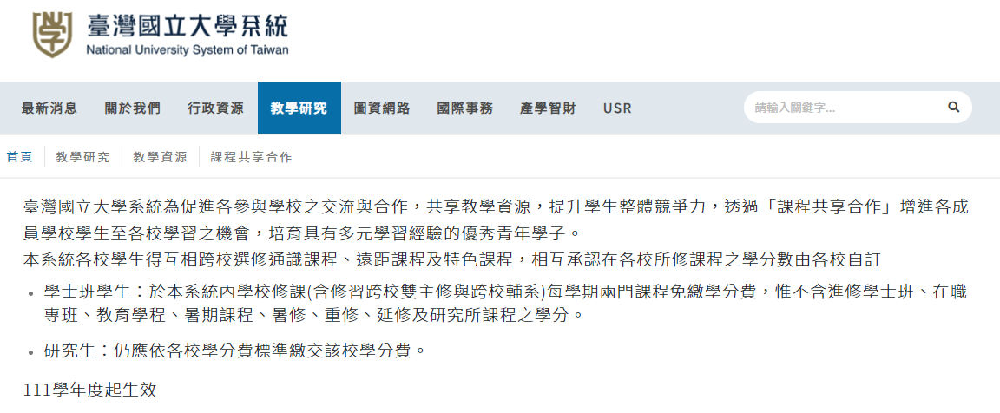 臺灣國立大學系統
National University System of Taiwan
最新消息 關於我們 行政資源 教學研究 圖資網路 國際事務 產學智財 USR 請輸入關鍵字...
首頁 教學研究 教學資源 課程共享合作
臺灣國立大學系統為促進各參與學校之交流與合作，共享教學資源，提升學生整體競爭力，透過「課程共享合作」增進各成
員學校學生至各校學習之機會，培育具有多元學習經驗的優秀青年學子。
本系統各校學生得互相跨校選修通識課程、遠距課程及特色課程，相互承認在各校所修課程之學分數由各校自訂
• 學士班學生：於本系統內學校修課(含修習跨校雙主修與跨校輔系)每學期兩門課程免繳學分費，惟不含進修學士班、在職
專班、教育學程、暑期課程、暑修、重修、延修及研究所課程之學分。
• 研究生：仍應依各校學分費標準繳交該校學分費。
111學年度起生效